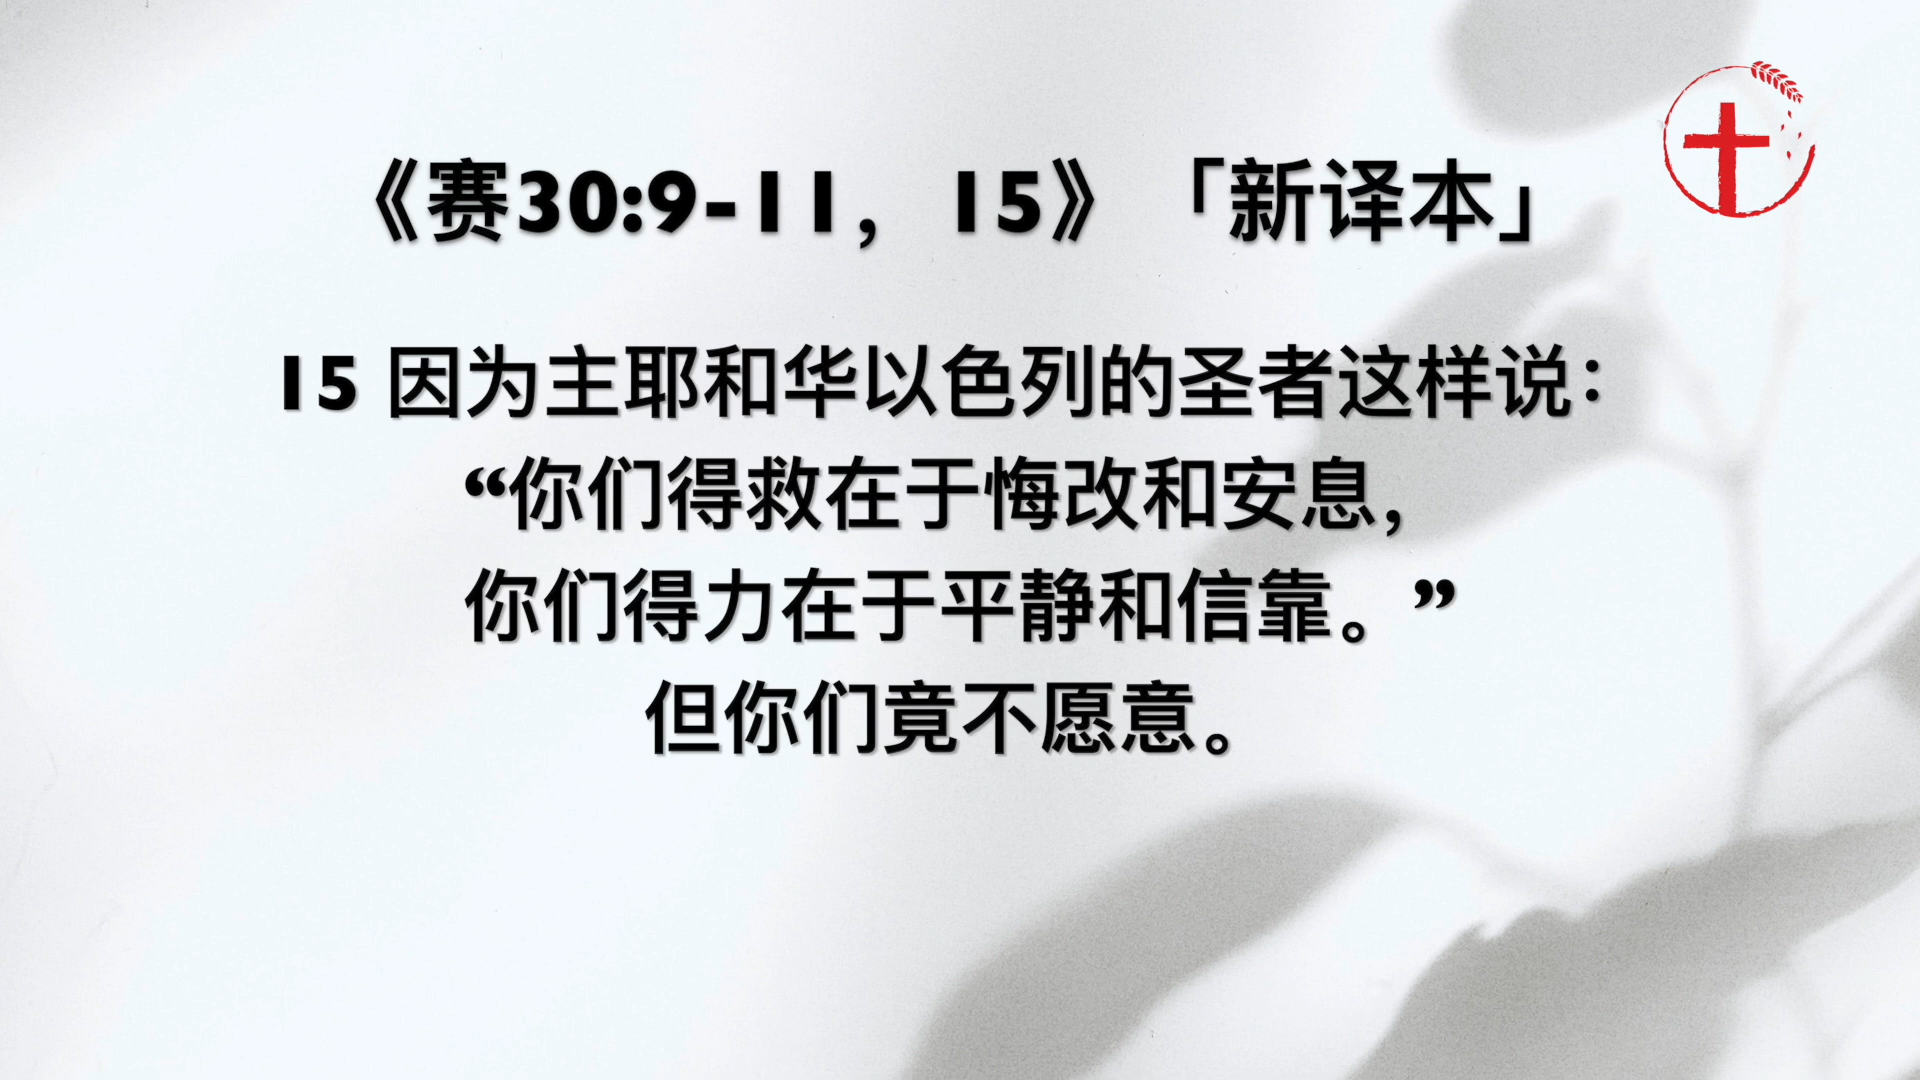 《赛30:9-11，15》「新译本」
15 因为主耶和华以色列的圣者这样说：
“你们得救在于悔改和安息，
你们得力在于平静和信靠。”
但你们竟不愿意。